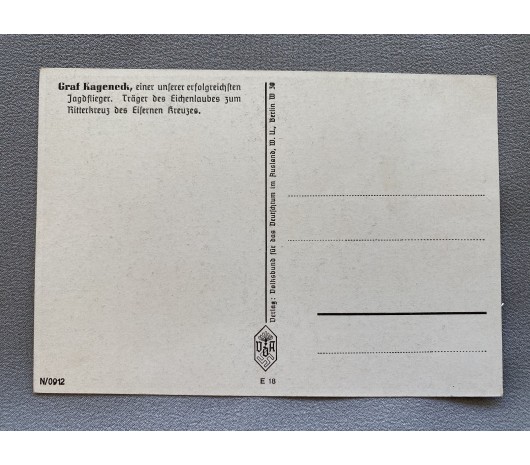 Graf Kageneck, einer unserer erfolgreichsten
Jagdflieger. Träger des Eichenlaubes zum
Ritterkreuz des Eisernen Kreuzes.
Verlag: Volksbund für das Deutschtum im Ausland, W. U., Berlin W 30
VDA
N/0912
E 18